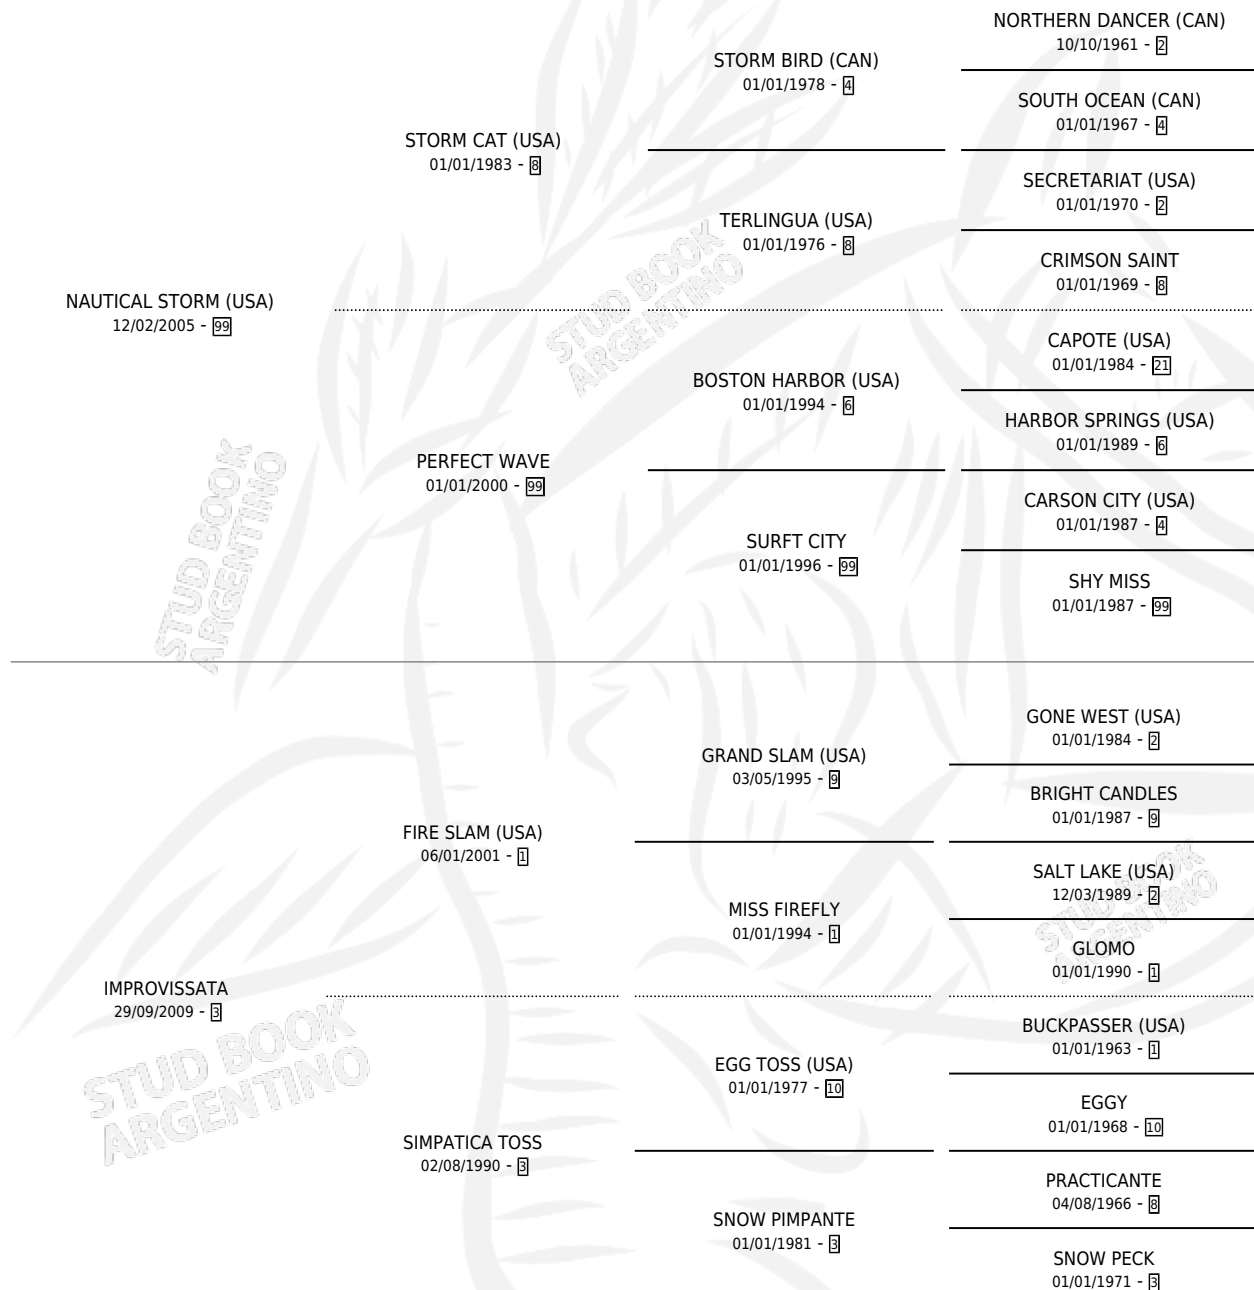 NORTHERN DANCER (CAN)
10/10/1961 - 2
STORM BIRD (CAN)
01/01/1978 - 4
SOUTH OCEAN (CAN)
01/01/1967 - 4
STORM CAT (USA)
01/01/1983 - 8
SECRETARIAT (USA)
01/01/1970 - 2
TERLINGUA (USA)
01/01/1976 - 8
CRIMSON SAINT
01/01/1969 - 8
NAUTICAL STORM (USA)
12/02/2005 - 99
CAPOTE (USA)
01/01/1984 - 21
BOSTON HARBOR (USA)
01/01/1994 - 6
HARBOR SPRINGS (USA)
01/01/1989 - 6
PERFECT WAVE
01/01/2000 - 99
CARSON CITY (USA)
01/01/1987 - 4
SURFT CITY
01/01/1996 - 99
SHY MISS
01/01/1987 - 99
GONE WEST (USA)
01/01/1984 - 2
GRAND SLAM (USA)
03/05/1995 - 9
BRIGHT CANDLES
01/01/1987 - 9
FIRE SLAM (USA)
06/01/2001 - 1
SALT LAKE (USA)
12/03/1989 - 2
MISS FIREFLY
01/01/1994 - 1
GLOMO
01/01/1990 - 1
IMPROVISSATA
29/09/2009 - 3
BUCKPASSER (USA)
01/01/1963 - 1
EGG TOSS (USA)
01/01/1977 - 10
EGGY
01/01/1968 - 10
SIMPATICA TOSS
02/08/1990 - 3
PRACTICANTE
04/08/1966 - 8
SNOW PIMPANTE
01/01/1981 - 3
SNOW PECK
01/01/1971 - 3
STUD BOOK
ARGENTINO
STUD BOOK
ARGENTINO
STUD BOOK
ARGENTINO
STUD BOOK
ARGENTINO